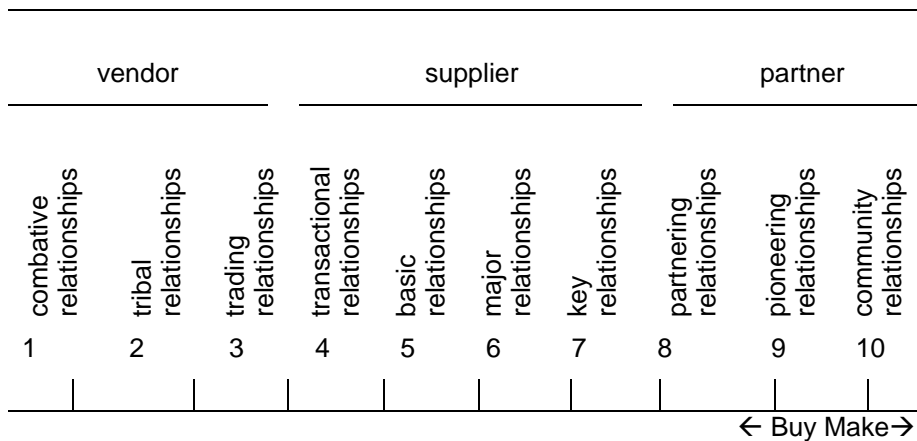 vendor supplier partner
combative relationships
tribal relationships
trading relationships
transactional relationships
basic relationships
major relationships
key relationships
partnering relationships
pioneering relationships
community relationships
1 2 3 4 5 6 7 8 9 10
← Buy Make→